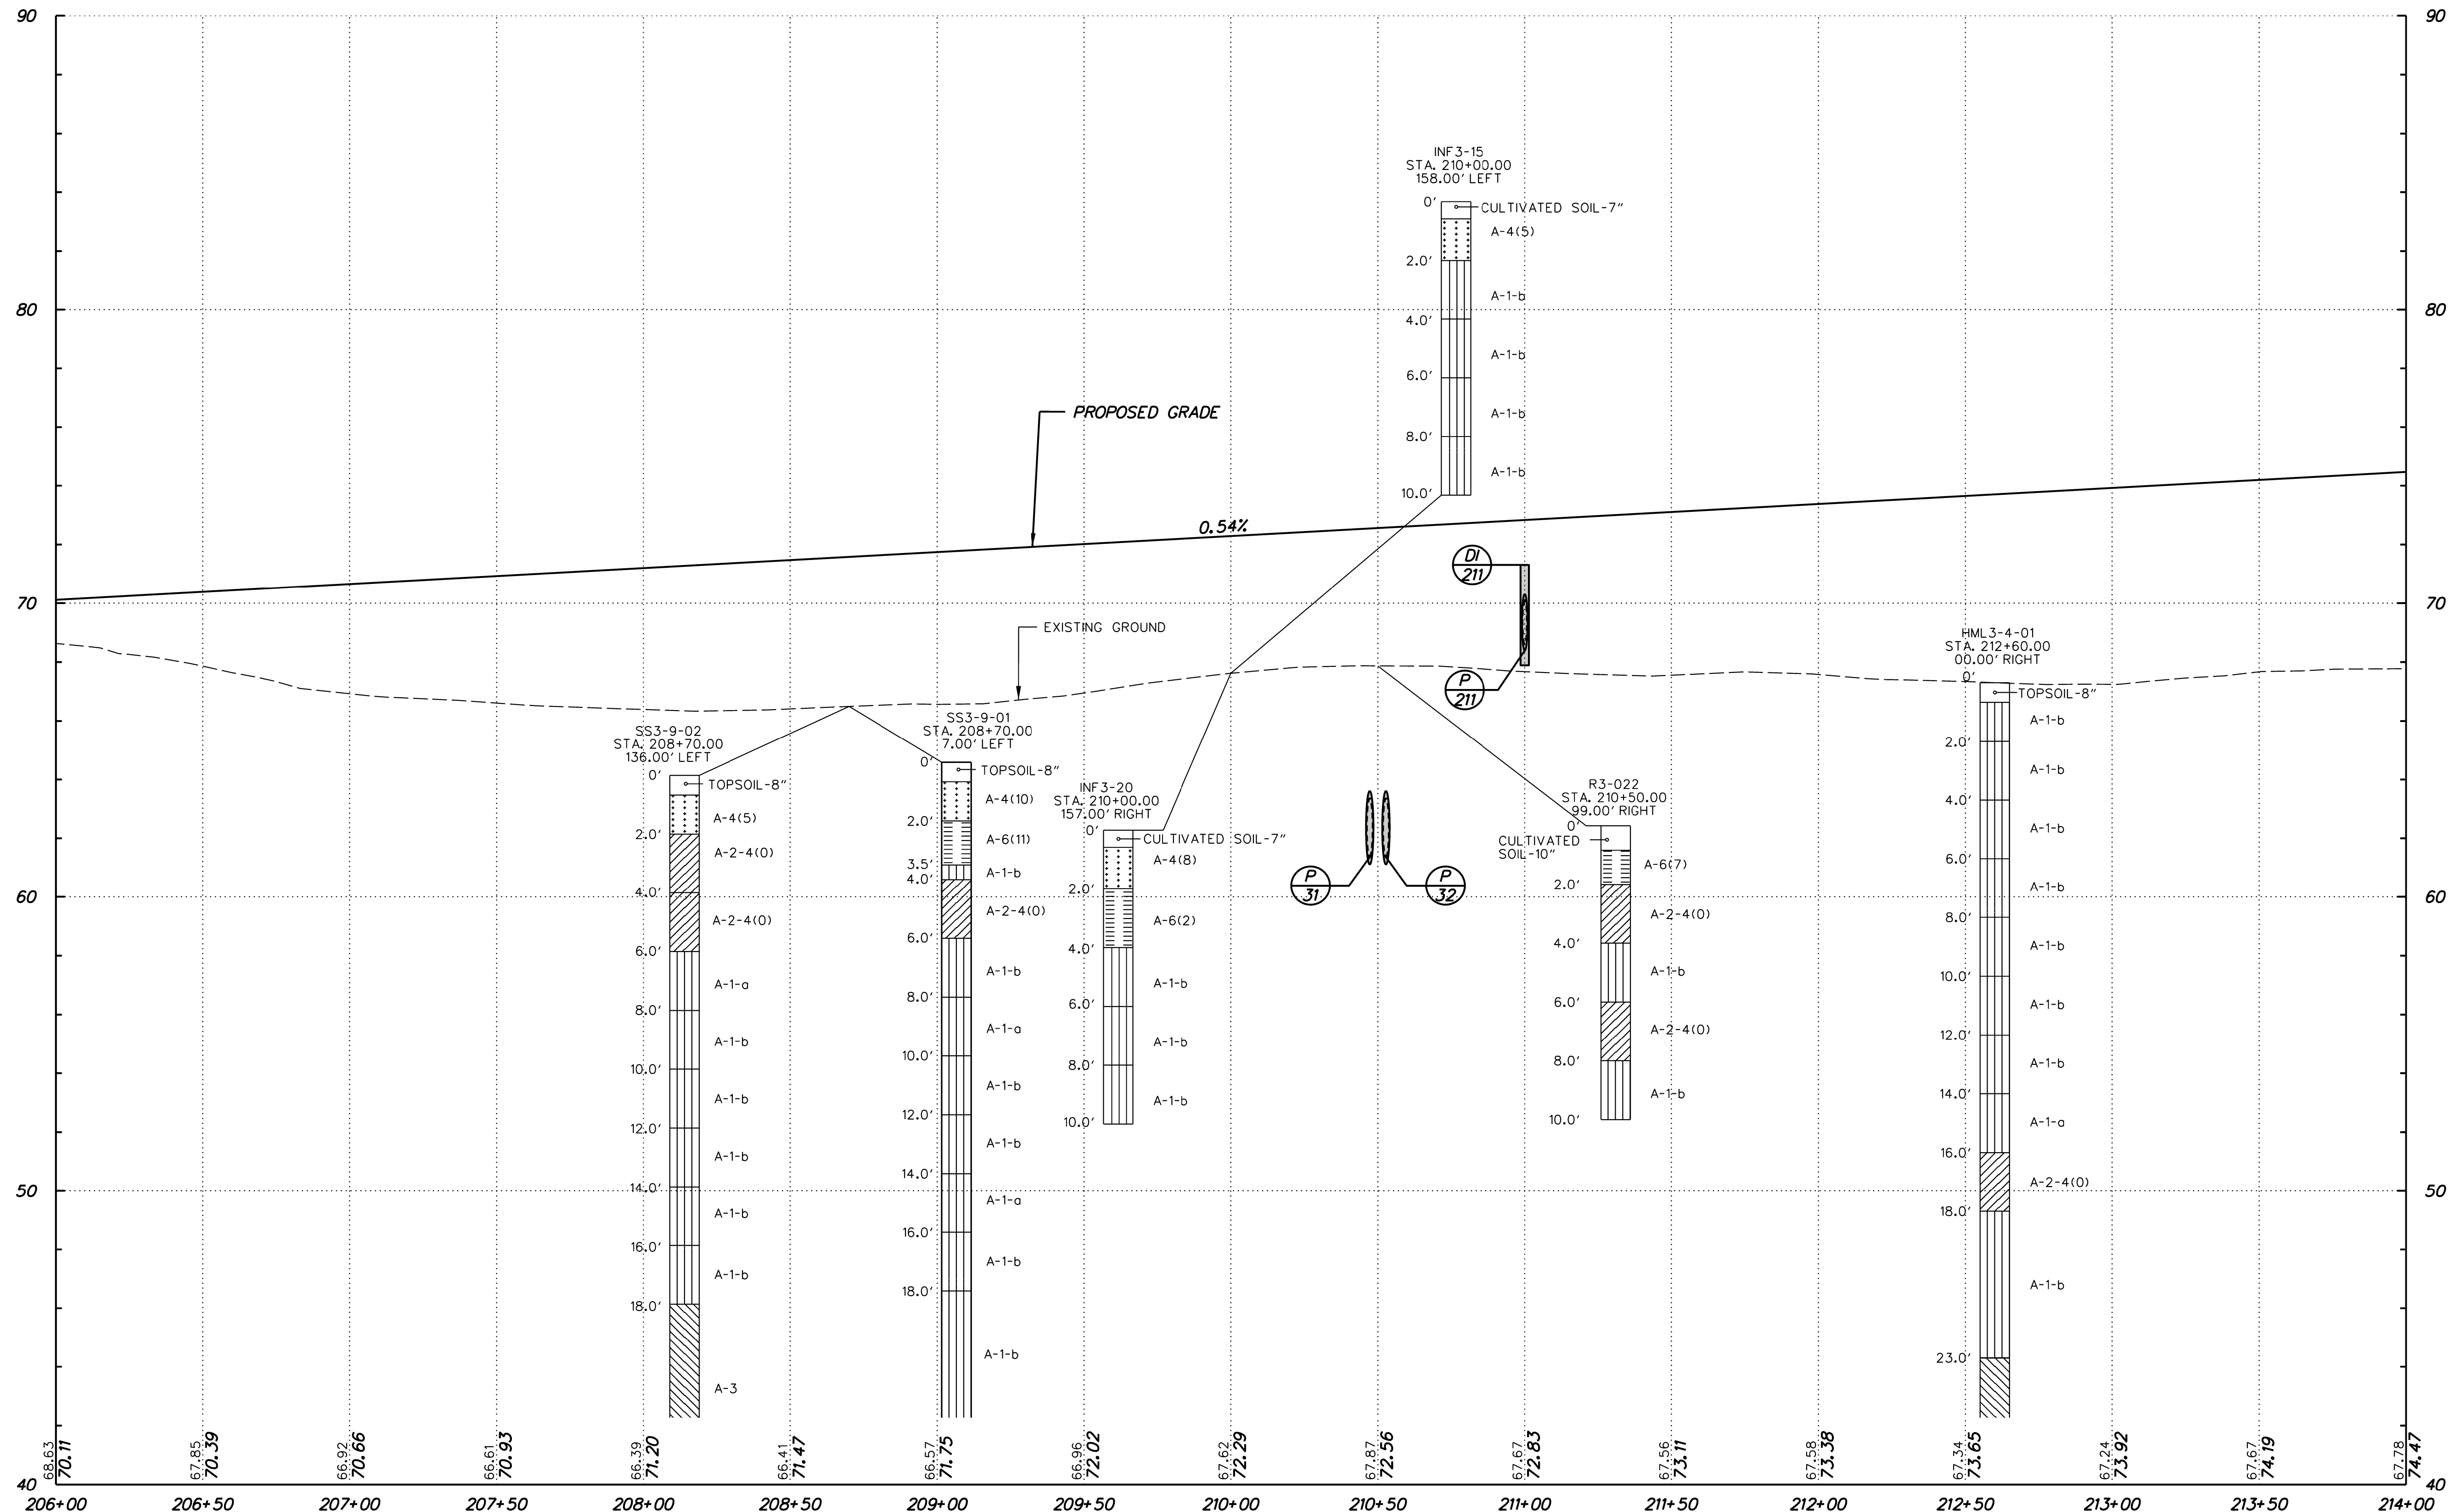 90
90
INF3-15
STA. 210+00.00
158.00' LEFT
0'
CULTIVATED SOIL-7"
A-4(5)
2.0'
A-1-b
4.0'
A-1-b
6.0'
A-1-b
8.0'
A-1-b
10.0'
80
80
PROPOSED GRADE
0.54%
DI
211
P
211
70
70
EXISTING GROUND
SS3-9-02
STA. 208+70.00
136.00' LEFT
0'
TOPSOIL-8"
A-4(5)
2.0'
A-2-4(0)
4.0'
A-2-4(0)
6.0'
A-1-a
8.0'
A-1-b
10.0'
A-1-b
12.0'
A-1-b
14.0'
A-1-b
16.0'
A-1-b
18.0'
A-3
SS3-9-01
STA. 208+70.00
7.00' LEFT
0'
TOPSOIL-8"
A-4(10)
2.0'
A-6(11)
3.5'
A-1-b
4.0'
A-2-4(0)
6.0'
A-1-b
8.0'
A-1-a
10.0'
A-1-b
12.0'
A-1-b
14.0'
A-1-a
16.0'
A-1-b
18.0'
A-1-b
INF3-20
STA. 210+00.00
157.00' RIGHT
0'
CULTIVATED SOIL-7"
A-4(8)
2.0'
A-6(2)
4.0'
A-1-b
6.0'
A-1-b
8.0'
A-1-b
10.0'
P
31
P
32
R3-022
STA. 210+50.00
99.00' RIGHT
0'
CULTIVATED
SOIL-10"
A-6(7)
2.0'
A-2-4(0)
4.0'
A-1-b
6.0'
A-2-4(0)
8.0'
A-1-b
10.0'
HML3-4-01
STA. 212+60.00
00.00' RIGHT
0'
TOPSOIL-8"
A-1-b
2.0'
A-1-b
4.0'
A-1-b
6.0'
A-1-b
8.0'
A-1-b
10.0'
A-1-b
12.0'
A-1-b
14.0'
A-1-a
16.0'
A-2-4(0)
18.0'
A-1-b
23.0'
60
60
50
50
40
40
68.63
70.11
67.85
70.39
66.92
70.66
66.61
70.93
66.39
71.20
66.41
71.47
66.57
71.75
66.96
72.02
67.62
72.29
67.87
72.56
67.67
72.83
67.56
73.11
67.58
73.38
67.34
73.65
67.24
73.92
67.67
74.19
67.78
74.47
206+00
206+50
207+00
207+50
208+00
208+50
209+00
209+50
210+00
210+50
211+00
211+50
212+00
212+50
213+00
213+50
214+00